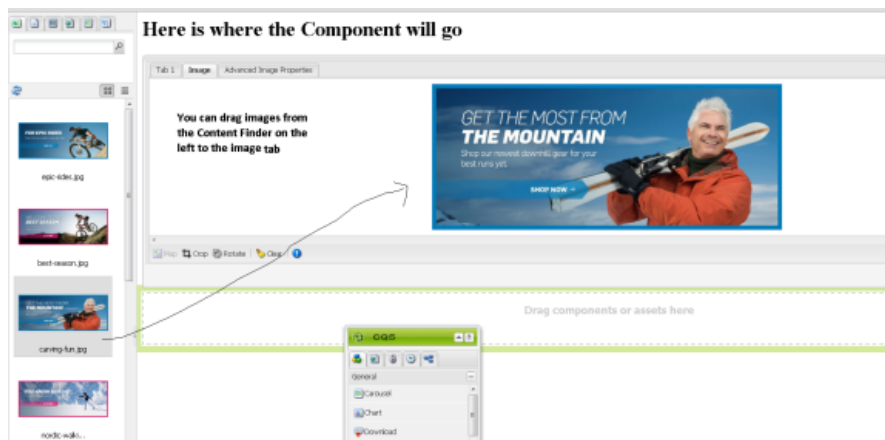 Here is where the Component will go
Tab 1 Image Advanced Image Properties
You can drag images from
the Content Finder on the
left to the image tab
GET THE MOST FROM
THE MOUNTAIN
Shop our newest downhill gear for your
best runs yet.
SHOP NOW
epic-rides.jpg
best-season.jpg
carving-fun.jpg
Map Crop Rotate Clear
Drag components or assets here
CQ5
General
Carousel
Chart
Download